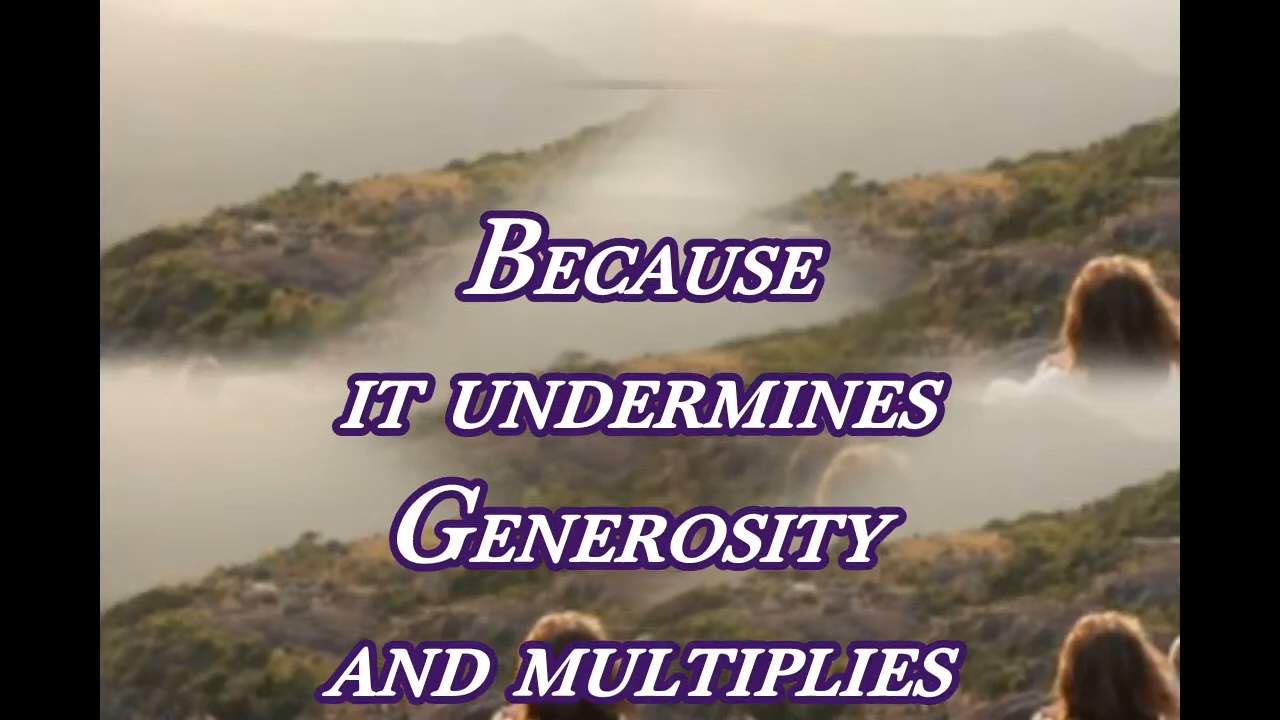 Because
it undermines
Generosity
and multiplies